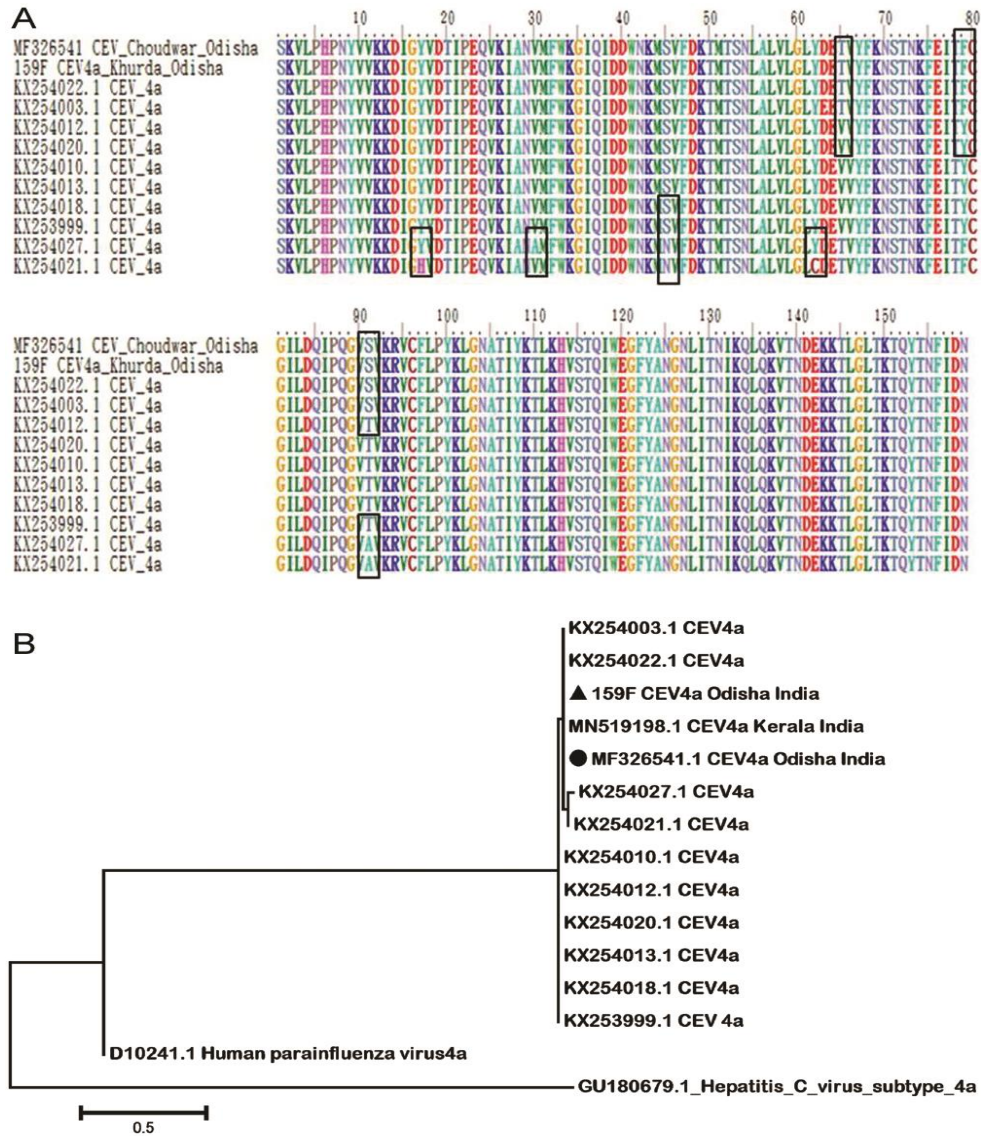 A
10 20 30 40 50 60 70 80
MF326541 CEV_Choudwar_Odisha SKVLPHPNYVVKKDIGYVDTIPEQVKIANVMFWKGIQIDDWNKMSVFDKTMTSNLALVLGLYDETVYFKNSTNKFEITFC
159F CEV4a_Khurda_Odisha SKVLPHPNYVVKKDIGYVDTIPEQVKIANVMFWKGIQIDDWNKMSVFDKTMTSNLALVLGLYDETVYFKNSTNKFEITFC
KX254022.1 CEV_4a SKVLPHPNYVVKKDIGYVDTIPEQVKIANVMFWKGIQIDDWNKMSVFDKTMTSNLALVLGLYDETVYFKNSTNKFEITFC
KX254003.1 CEV_4a SKVLPHPNYVVKKDIGYVDTIPEQVKIANVMFWKGIQIDDWNKMSVFDKTMTSNLALVLGLYDETVYFKNSTNKFEITFC
KX254012.1 CEV_4a SKVLPHPNYVVKKDIGYVDTIPEQVKIANVMFWKGIQIDDWNKMSVFDKTMTSNLALVLGLYDEVVYFKNSTNKFEITYC
KX254020.1 CEV_4a SKVLPHPNYVVKKDIGYVDTIPEQVKIANVMFWKGIQIDDWNKMSVFDKTMTSNLALVLGLYDEVVYFKNSTNKFEITYC
KX254010.1 CEV_4a SKVLPHPNYVVKKDIGYVDTIPEQVKIANVMFWKGIQIDDWNKMSVFDKTMTSNLALVLGLYDEVVYFKNSTNKFEITYC
KX254013.1 CEV_4a SKVLPHPNYVVKKDIGYVDTIPEQVKIANVMFWKGIQIDDWNKMSVFDKTMTSNLALVLGLYDEVVYFKNSTNKFEITYC
KX254018.1 CEV_4a SKVLPHPNYVVKKDIGYVDTIPEQVKIANVMFWKGIQIDDWNKMSVFDKTMTSNLALVLGLYDEVVYFKNSTNKFEITYC
KX253999.1 CEV_4a SKVLPHPNYVVKKDIGYVDTIPEQVKIANVMFWKGIQIDDWNKMSVFDKTMTSNLALVLGLYDEVVYFKNSTNKFEITYC
KX254027.1 CEV_4a SKVLPHPNYVVKKDIGYVDTIPEQVKIANAMFWKGIQIDDWNKMNVFDKTMTSNLALVLGLYDETVYFKNSTNKFEITFC
KX254021.1 CEV_4a SKVLPHPNYVVKKDIGHVDTIPEQVKIANVMFWKGIQIDDWNKMNVFDKTMTSNLALVLGLCDETVYFKNSTNKFEITFC
90 100 110 120 130 140 150
MF326541 CEV_Choudwar_Odisha GILDQIPQGVSVKRVCFLPYKLGNATIYKTLKHVSTQIWEGFYANGNLITNIKQLQKVTNDEKKTLGLTKTQYTNFIDN
159F CEV4a_Khurda_Odisha GILDQIPQGVSVKRVCFLPYKLGNATIYKTLKHVSTQIWEGFYANGNLITNIKQLQKVTNDEKKTLGLTKTQYTNFIDN
KX254022.1 CEV_4a GILDQIPQGVSVKRVCFLPYKLGNATIYKTLKHVSTQIWEGFYANGNLITNIKQLQKVTNDEKKTLGLTKTQYTNFIDN
KX254003.1 CEV_4a GILDQIPQGVSVKRVCFLPYKLGNATIYKTLKHVSTQIWEGFYANGNLITNIKQLQKVTNDEKKTLGLTKTQYTNFIDN
KX254012.1 CEV_4a GILDQIPQGVTVKRVCFLPYKLGNATIYKTLKHVSTQIWEGFYANGNLITNIKQLQKVTNDEKKTLGLTKTQYTNFIDN
KX254020.1 CEV_4a GILDQIPQGVTVKRVCFLPYKLGNATIYKTLKHVSTQIWEGFYANGNLITNIKQLQKVTNDEKKTLGLTKTQYTNFIDN
KX254010.1 CEV_4a GILDQIPQGVTVKRVCFLPYKLGNATIYKTLKHVSTQIWEGFYANGNLITNIKQLQKVTNDEKKTLGLTKTQYTNFIDN
KX254013.1 CEV_4a GILDQIPQGVTVKRVCFLPYKLGNATIYKTLKHVSTQIWEGFYANGNLITNIKQLQKVTNDEKKTLGLTKTQYTNFIDN
KX254018.1 CEV_4a GILDQIPQGVTVKRVCFLPYKLGNATIYKTLKHVSTQIWEGFYANGNLITNIKQLQKVTNDEKKTLGLTKTQYTNFIDN
KX253999.1 CEV_4a GILDQIPQGVTVKRVCFLPYKLGNATIYKTLKHVSTQIWEGFYANGNLITNIKQLQKVTNDEKKTLGLTKTQYTNFIDN
KX254027.1 CEV_4a GILDQIPQGVAVKRVCFLPYKLGNATIYKTLKHVSTQIWEGFYANGNLITNIKQLQKVTNDEKKTLGLTKTQYTNFIDN
KX254021.1 CEV_4a GILDQIPQGVAVKRVCFLPYKLGNATIYKTLKHVSTQIWEGFYANGNLITNIKQLQKVTNDEKKTLGLTKTQYTNFIDN
B
KX254003.1 CEV4a
KX254022.1 CEV4a
159F CEV4a Odisha India
MN519198.1 CEV4a Kerala India
MF326541.1 CEV4a Odisha India
KX254027.1 CEV4a
KX254021.1 CEV4a
KX254010.1 CEV4a
KX254012.1 CEV4a
KX254020.1 CEV4a
KX254013.1 CEV4a
KX254018.1 CEV4a
KX253999.1 CEV 4a
D10241.1 Human parainfluenza virus4a
GU180679.1_Hepatitis_C_virus_subtype_4a
0.5